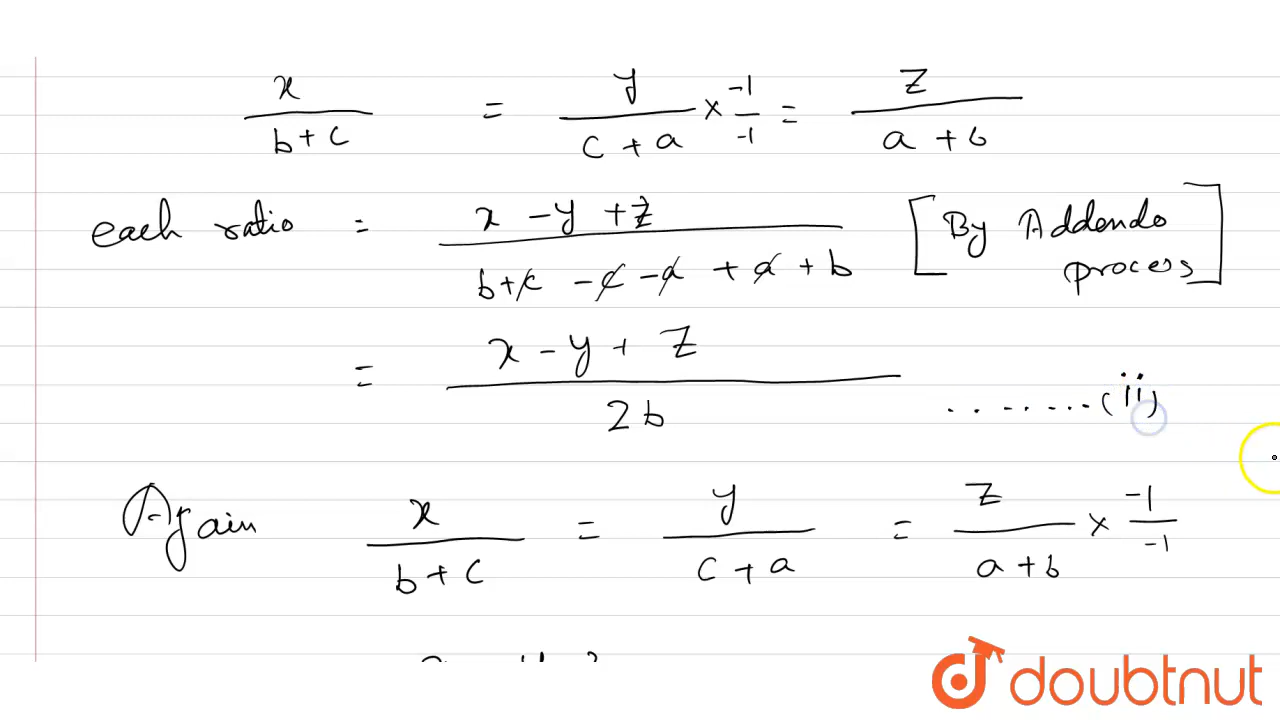 x/(b+c) = y/(c+a) × -1/-1 = z/(a+b)
each ratio = (x - y + z)/(b+c - c - a + a + b) [By Addendo process]
= (x - y + z)/2b ........(ii)
Again x/(b+c) = y/(c+a) = z/(a+b) × -1/-1
doubtnut